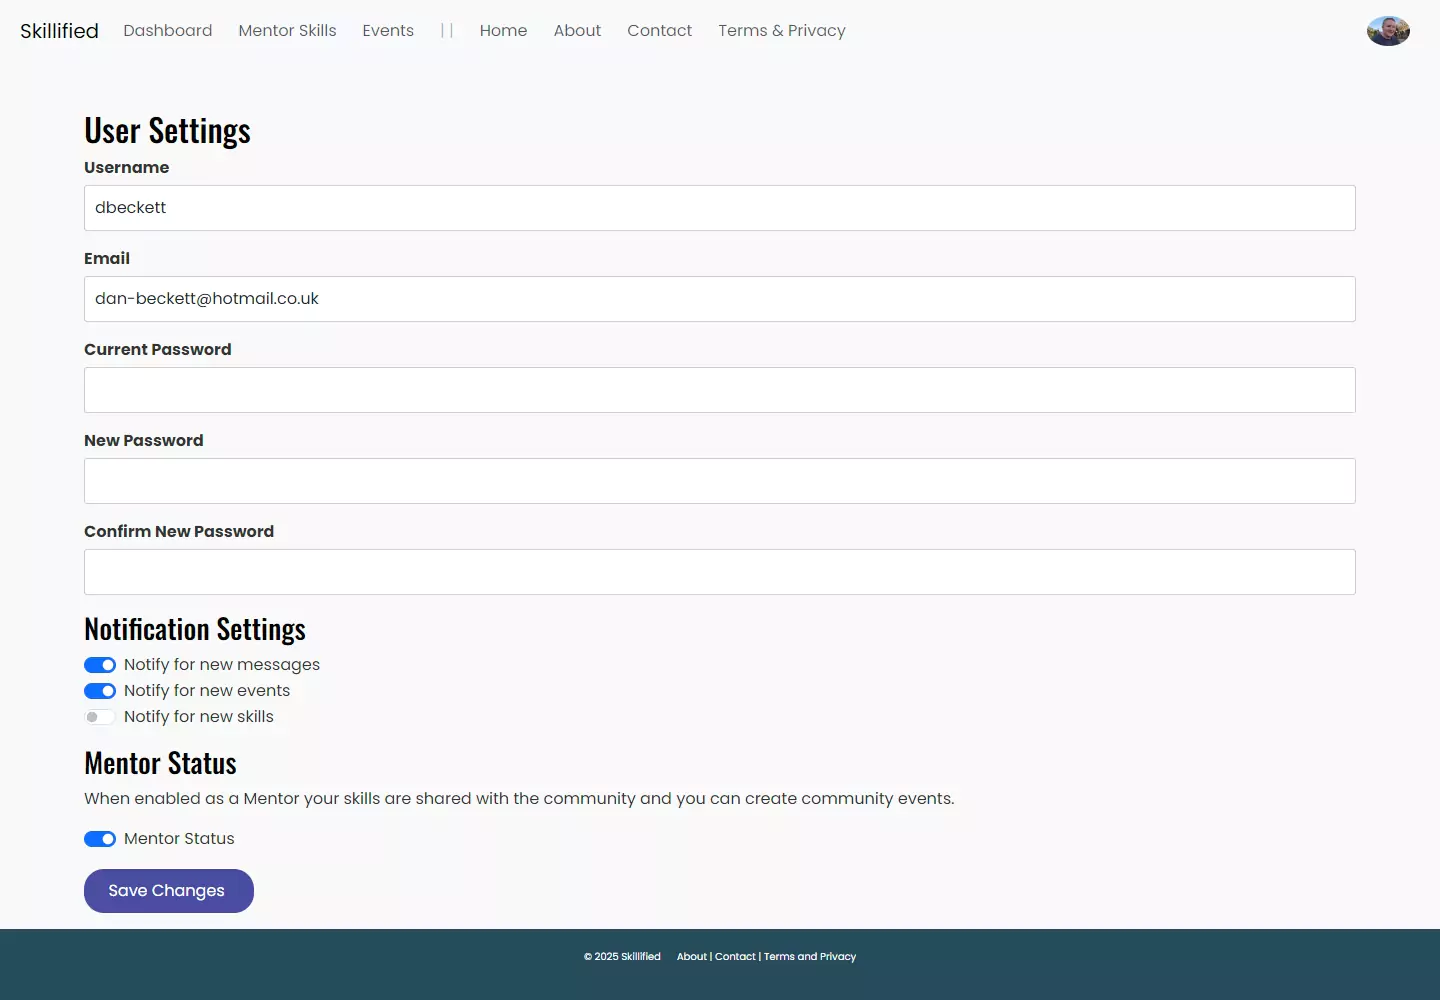 Skillified Dashboard Mentor Skills Events || Home About Contact Terms & Privacy
User Settings
Username
dbeckett
Email
dan-beckett@hotmail.co.uk
Current Password
New Password
Confirm New Password
Notification Settings
Notify for new messages
Notify for new events
Notify for new skills
Mentor Status
When enabled as a Mentor your skills are shared with the community and you can create community events.
Mentor Status
Save Changes
© 2025 Skillified About | Contact | Terms and Privacy